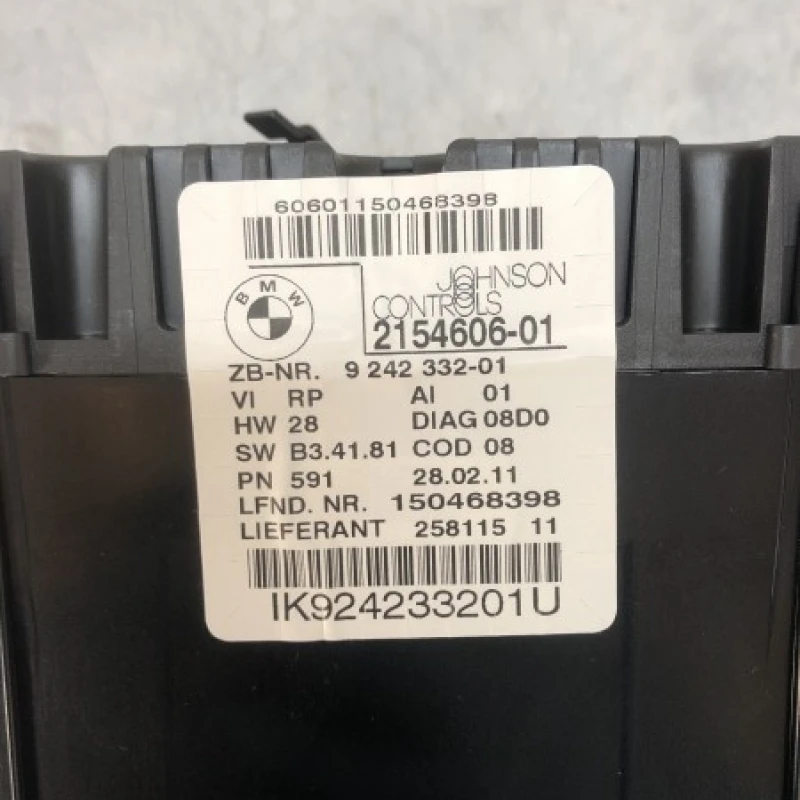 60601150468398
BMW
JOHNSON
CONTROLS
2154606-01
ZB-NR. 9 242 332-01
VI RP AI 01
HW 28 DIAG 08D0
SW B3.41.81 COD 08
PN 591 28.02.11
LFND. NR. 150468398
LIEFERANT 258115 11
IK924233201U